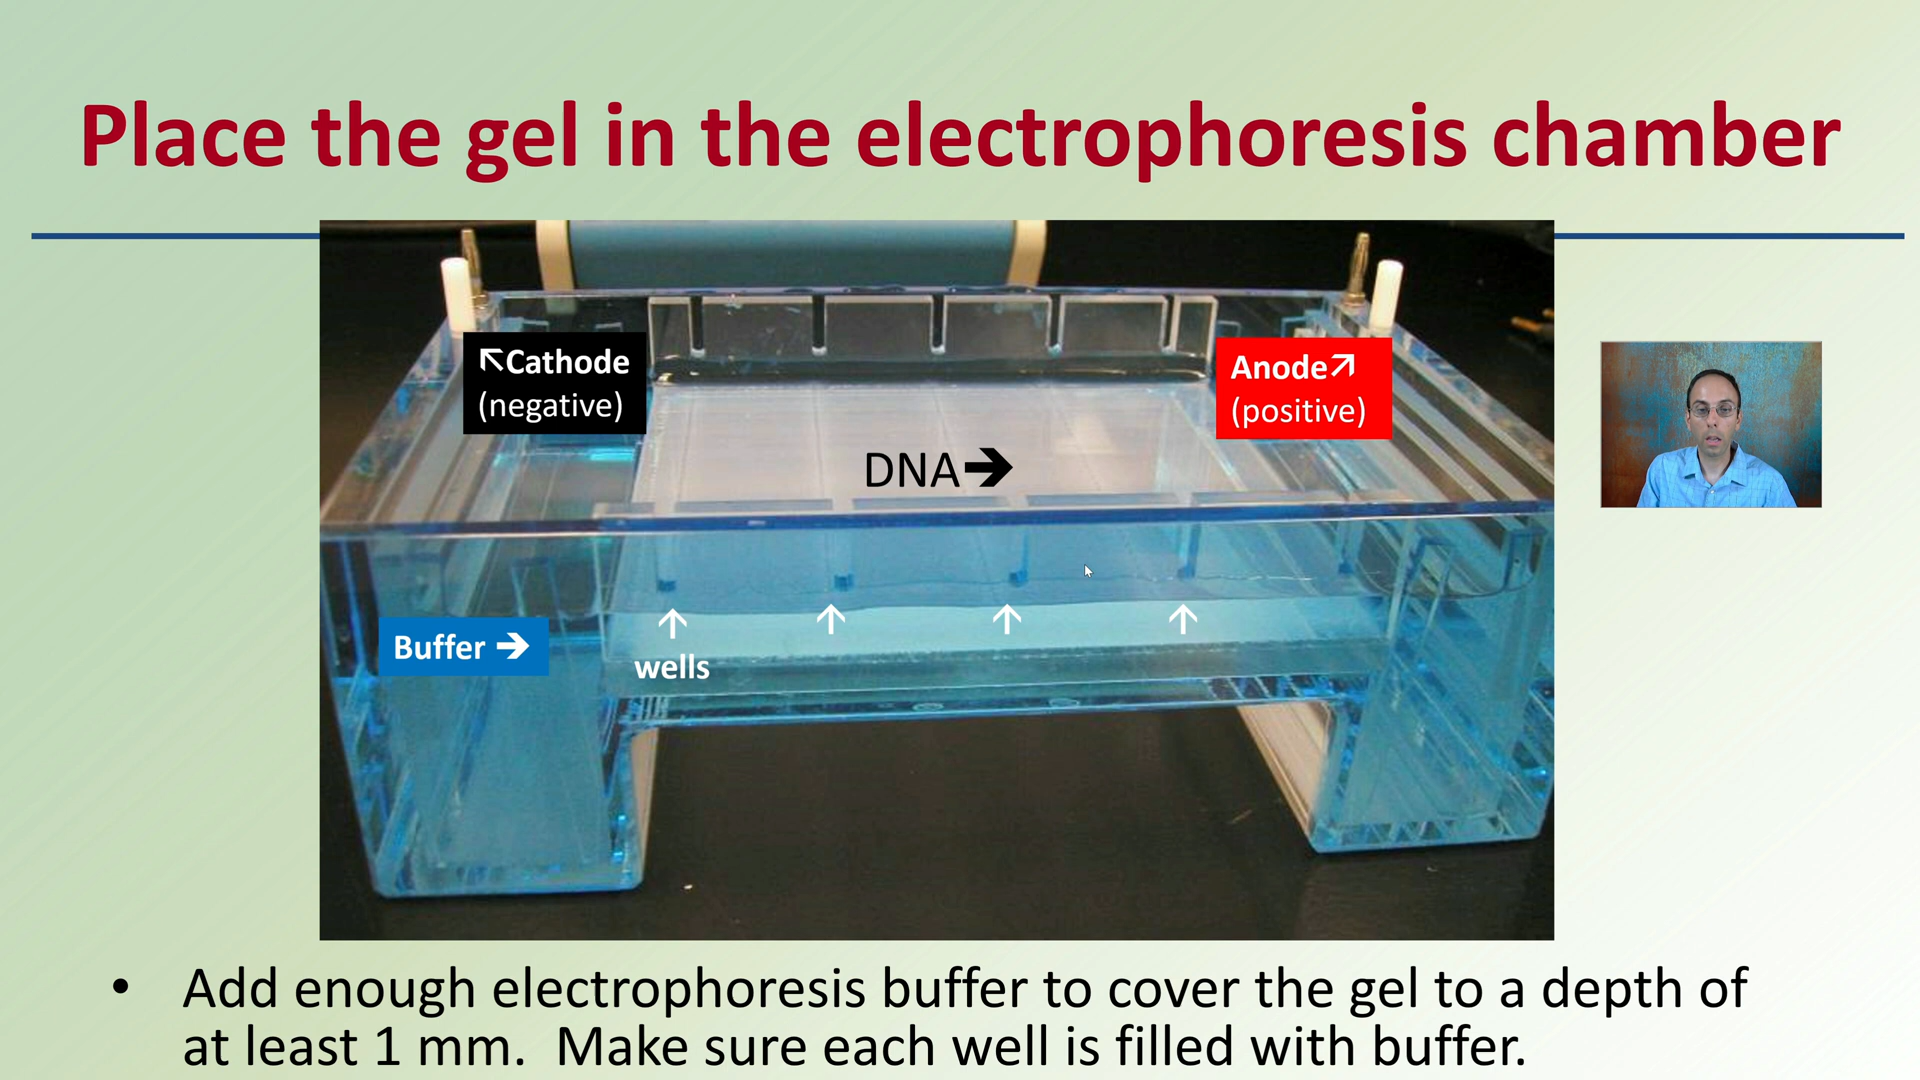 Place the gel in the electrophoresis chamber
↖Cathode
(negative)
Anode↗
(positive)
DNA➔
Buffer ➔
↑ ↑ ↑ ↑
wells
• Add enough electrophoresis buffer to cover the gel to a depth of
at least 1 mm. Make sure each well is filled with buffer.